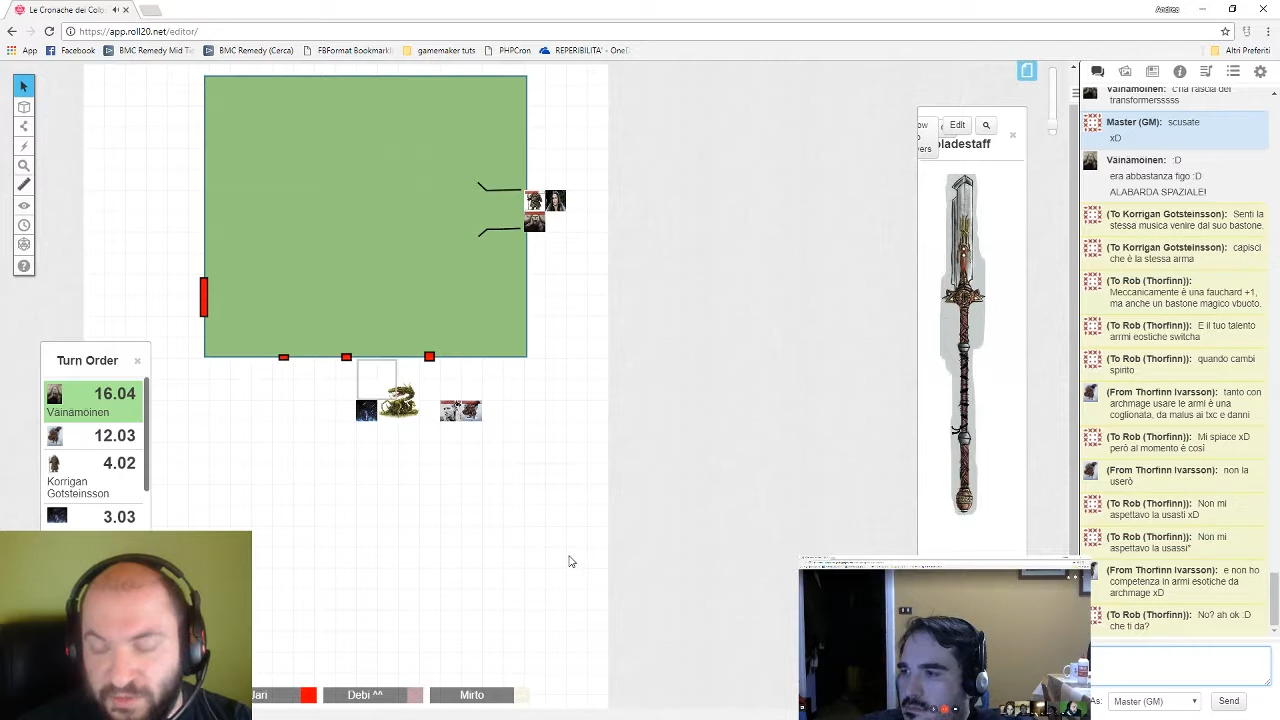 Le Cronache dei Colo
Andrea
https://app.roll20.net/editor/
App
Facebook
BMC Remedy Mid Tie
BMC Remedy (Cerca)
FBFormat Bookmarkl
gamemaker tuts
PHPCron
REPERIBILITA' - OneD
Altri Preferiti
Edit
bladestaff
Turn Order
16.04
Väinämöinen
12.03
4.02
Korrigan
Gotsteinsson
3.03
Jari
Debi ^^
Mirto
Väinämöinen: c'ha l'ascia dei
transformersssss
Master (GM): scusate
xD
Väinämöinen: :D
era abbastanza figo :D
ALABARDA SPAZIALE!
(To Korrigan Gotsteinsson): senti la
stessa musica venire dal suo bastone.
(To Korrigan Gotsteinsson): capisci
che è la stessa arma
(To Rob (Thorfinn)):
Meccanicamente è una fauchard +1,
ma anche un bastone magico vbuoto.
(To Rob (Thorfinn)): E il tuo talento
armi eostiche switcha
(To Rob (Thorfinn)): quando cambi
spirito
(From Thorfinn Ivarsson): tanto con
archmage usare le armi è una
coglionata, da malus ai txc e danni
(To Rob (Thorfinn)): Mi spiace xD
però al momento è così
(From Thorfinn Ivarsson): non la
userò
(To Rob (Thorfinn)): Non mi
aspettavo la usasti xD
(To Rob (Thorfinn)): Non mi
aspettavo la usassi*
(From Thorfinn Ivarsson): e non ho
competenza in armi esotiche da
archmage xD
(To Rob (Thorfinn)): No? ah ok :D
che ti da?
As:
Master (GM)
Send